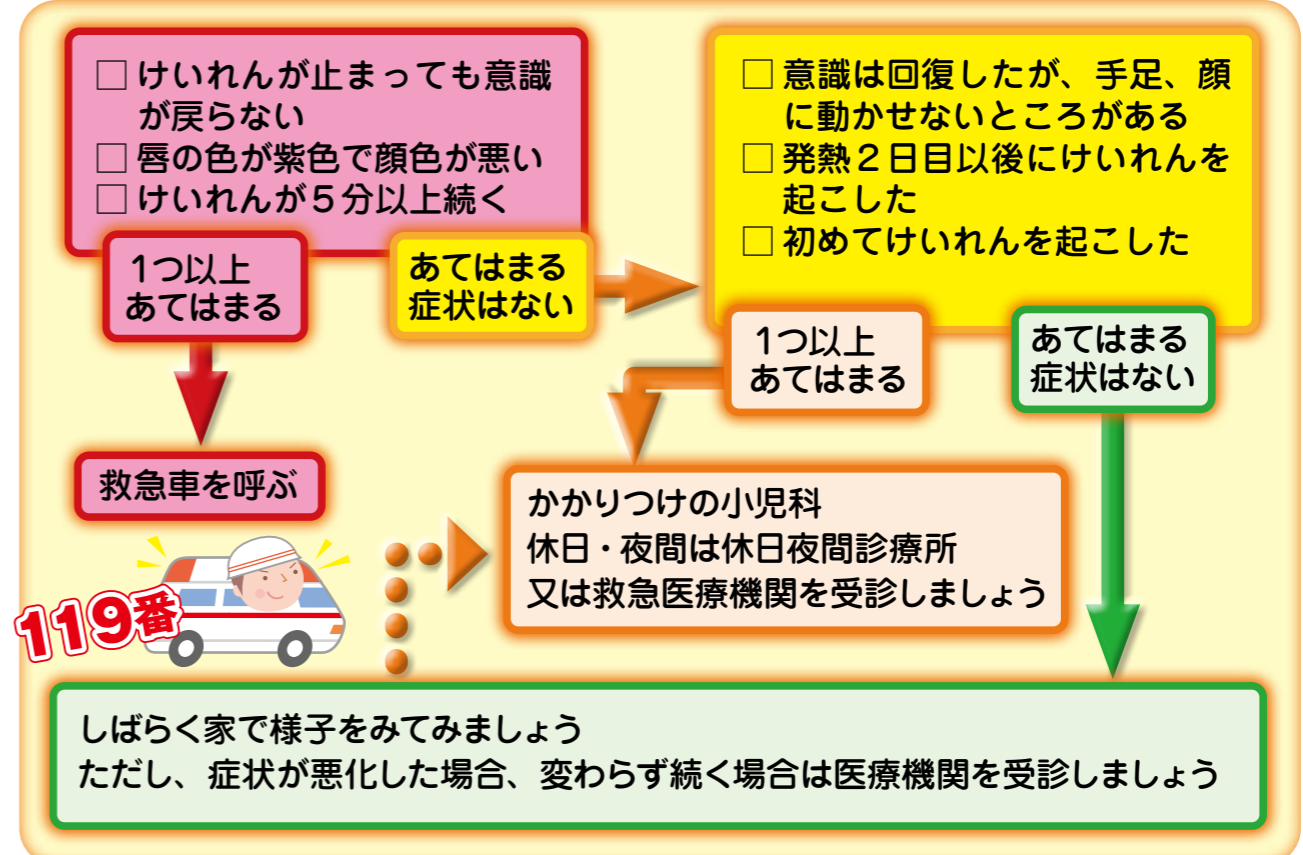 □ けいれんが止まっても意識
が戻らない
□ 唇の色が紫色で顔色が悪い
□ けいれんが５分以上続く
1つ以上
あてはまる
あてはまる
症状はない
□ 意識は回復したが、手足、顔
に動かせないところがある
□ 発熱２日目以後にけいれんを
起こした
□ 初めてけいれんを起こした
1つ以上
あてはまる
あてはまる
症状はない
救急車を呼ぶ
119番
かかりつけの小児科
休日・夜間は休日夜間診療所
又は救急医療機関を受診しましょう
しばらく家で様子をみてみましょう
ただし、症状が悪化した場合、変わらず続く場合は医療機関を受診しましょう